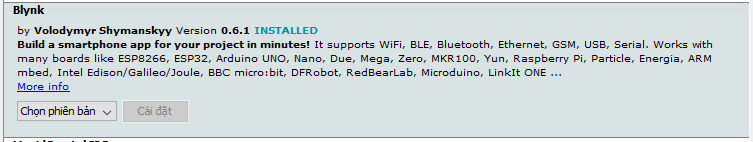 Blynk
by Volodymyr Shymanskyy Version 0.6.1 INSTALLED
Build a smartphone app for your project in minutes! It supports WiFi, BLE, Bluetooth, Ethernet, GSM, USB, Serial. Works with
many boards like ESP8266, ESP32, Arduino UNO, Nano, Due, Mega, Zero, MKR100, Yun, Raspberry Pi, Particle, Energia, ARM
mbed, Intel Edison/Galileo/Joule, BBC micro:bit, DFRobot, RedBearLab, Microduino, LinkIt ONE ...
More info
Chọn phiên bản Cài đặt